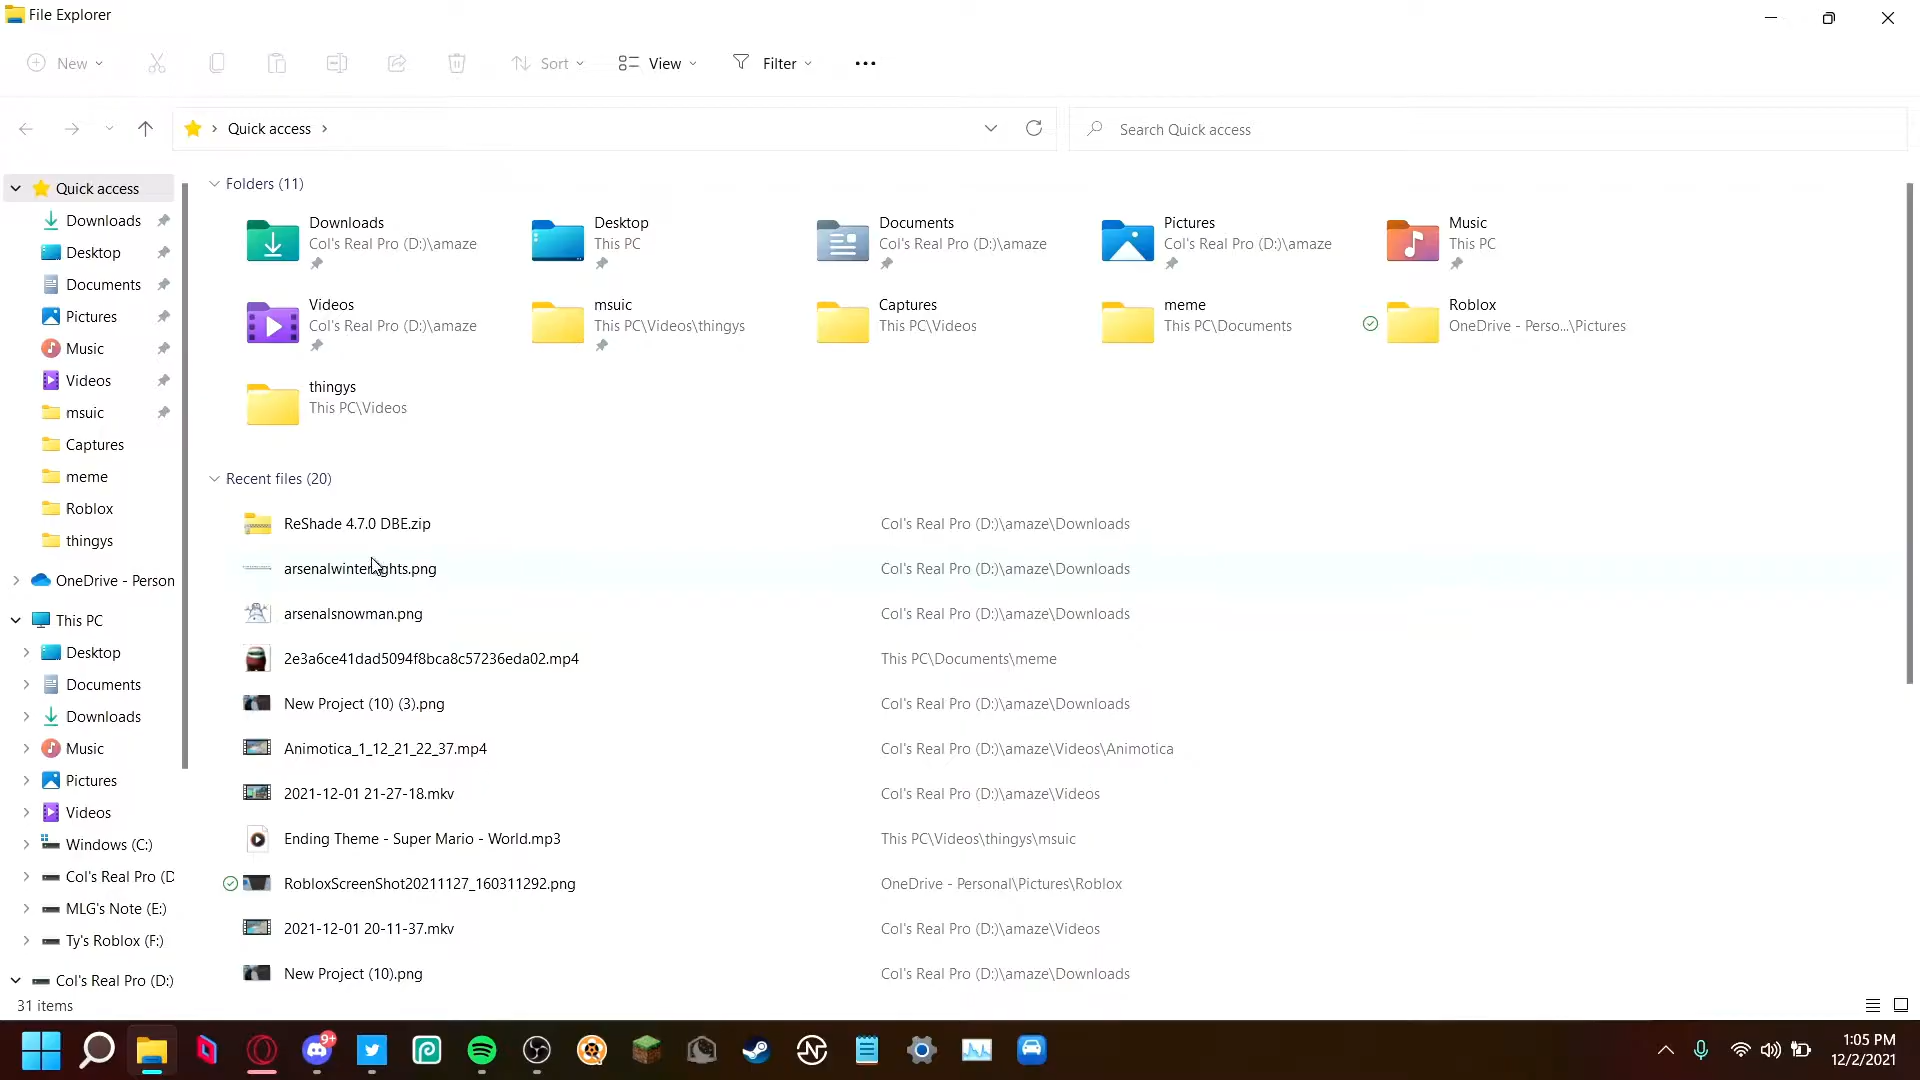 File Explorer
New
Sort
View
Filter
Quick access
Search Quick access
Quick access
Downloads
Desktop
Documents
Pictures
Music
Videos
msuic
Captures
meme
Roblox
thingys
OneDrive - Person
This PC
Desktop
Documents
Downloads
Music
Pictures
Videos
Windows (C:)
Col's Real Pro (D
MLG's Note (E:)
Ty's Roblox (F:)
Col's Real Pro (D:)
31 items
Folders (11)
Downloads
Col's Real Pro (D:)\amaze
Desktop
This PC
Documents
Col's Real Pro (D:)\amaze
Pictures
Col's Real Pro (D:)\amaze
Music
This PC
Videos
Col's Real Pro (D:)\amaze
msuic
This PC\Videos\thingys
Captures
This PC\Videos
meme
This PC\Documents
Roblox
OneDrive - Perso...\Pictures
thingys
This PC\Videos
Recent files (20)
ReShade 4.7.0 DBE.zip Col's Real Pro (D:)\amaze\Downloads
arsenalwinterlights.png Col's Real Pro (D:)\amaze\Downloads
arsenalsnowman.png Col's Real Pro (D:)\amaze\Downloads
2e3a6ce41dad5094f8bca8c57236eda02.mp4 This PC\Documents\meme
New Project (10) (3).png Col's Real Pro (D:)\amaze\Downloads
Animotica_1_12_21_22_37.mp4 Col's Real Pro (D:)\amaze\Videos\Animotica
2021-12-01 21-27-18.mkv Col's Real Pro (D:)\amaze\Videos
Ending Theme - Super Mario - World.mp3 This PC\Videos\thingys\msuic
RobloxScreenShot20211127_160311292.png OneDrive - Personal\Pictures\Roblox
2021-12-01 20-11-37.mkv Col's Real Pro (D:)\amaze\Videos
New Project (10).png Col's Real Pro (D:)\amaze\Downloads
9+
1:05 PM
12/2/2021